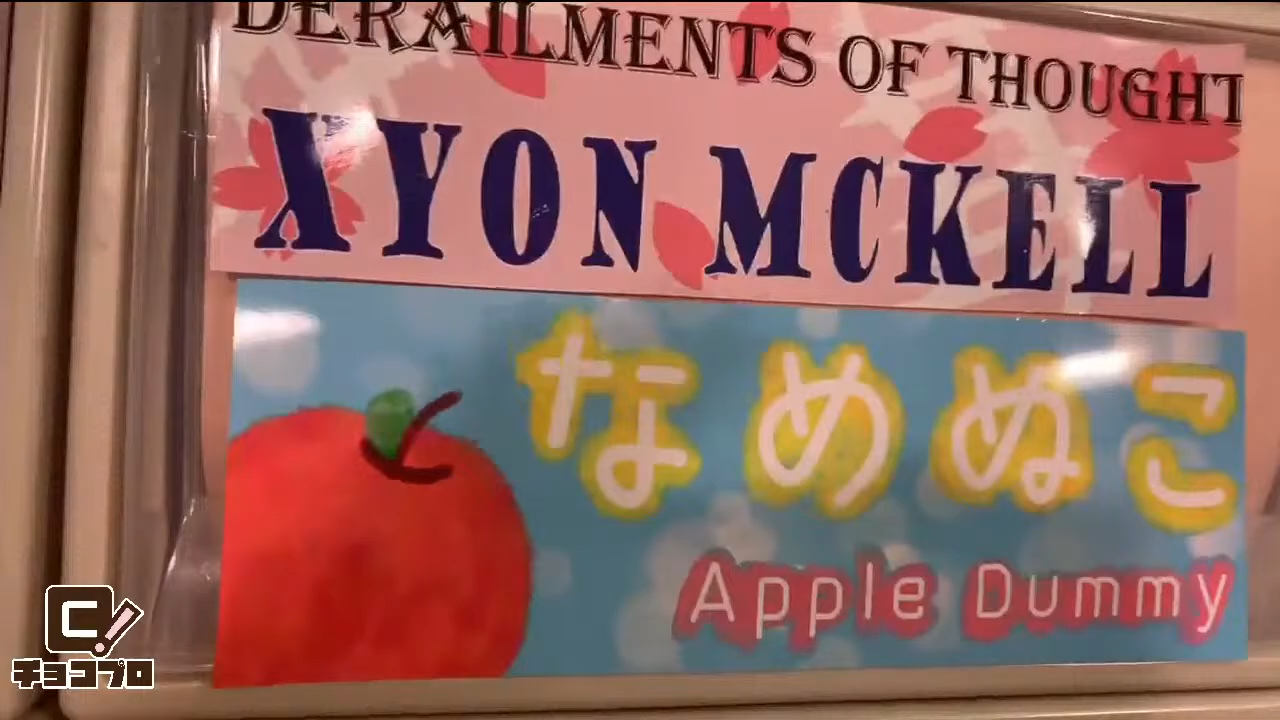 DERAILMENTS OF THOUGHT
XYON MCKELL
なめぬこ
Apple Dummy
C!
チョコプロ